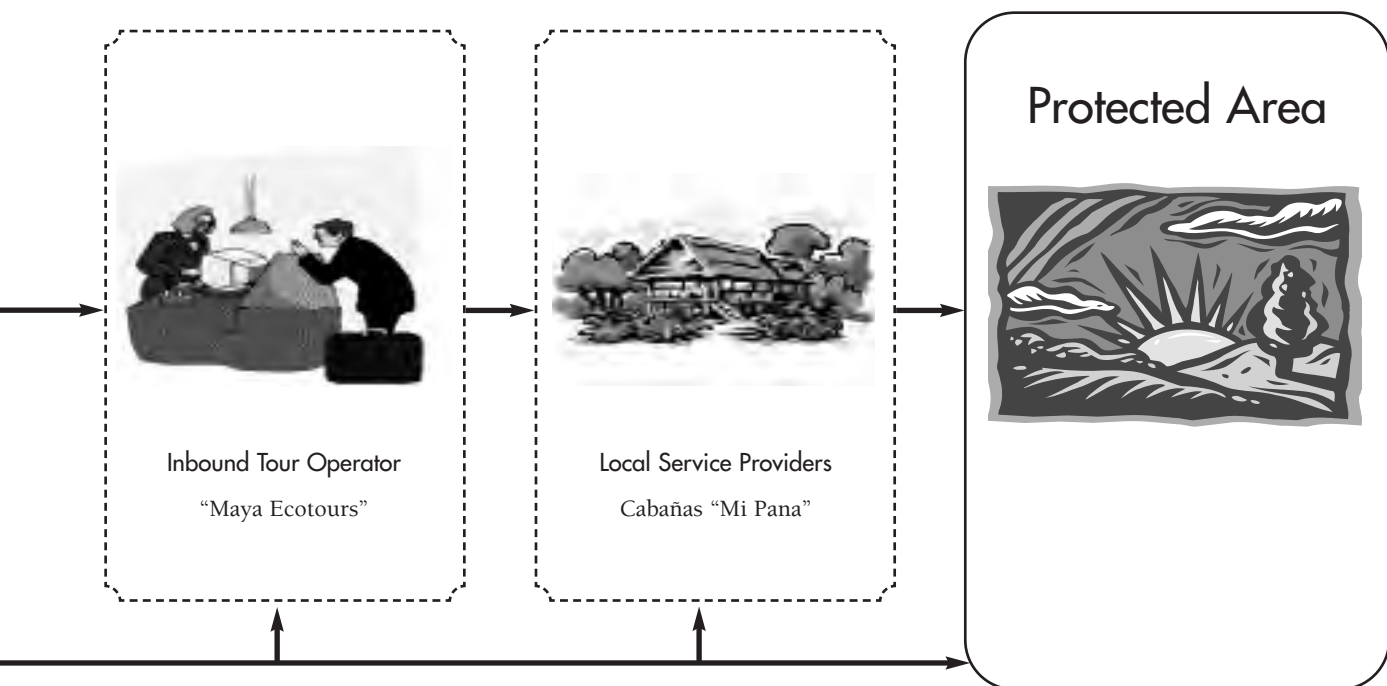 Protected Area
Inbound Tour Operator
“Maya Ecotours”
Local Service Providers
Cabañas “Mi Pana”